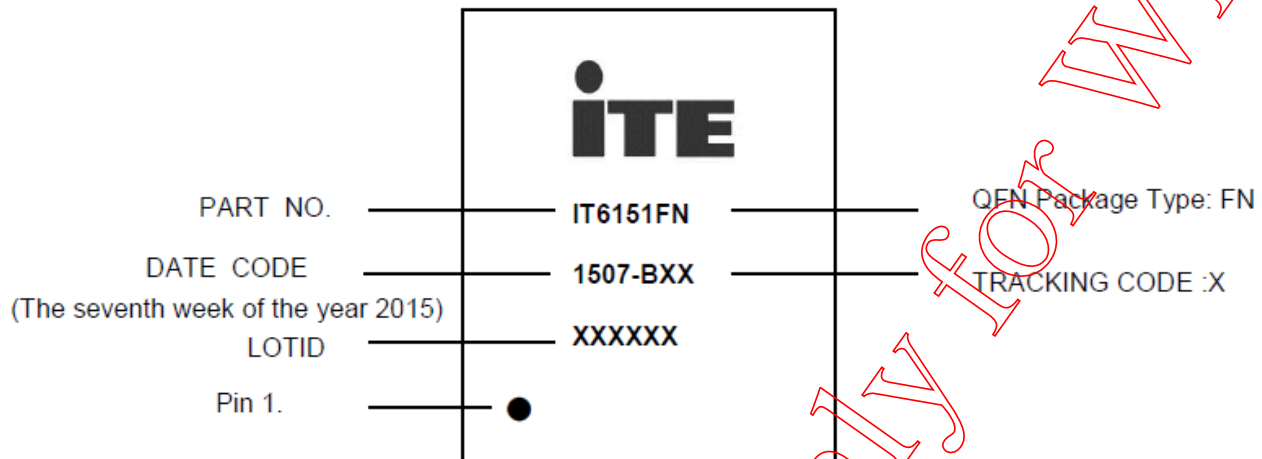 iTE
PART NO.
IT6151FN
QFN Package Type: FN
DATE CODE
(The seventh week of the year 2015)
1507-BXX
TRACKING CODE :X
LOTID
XXXXXX
Pin 1.
for